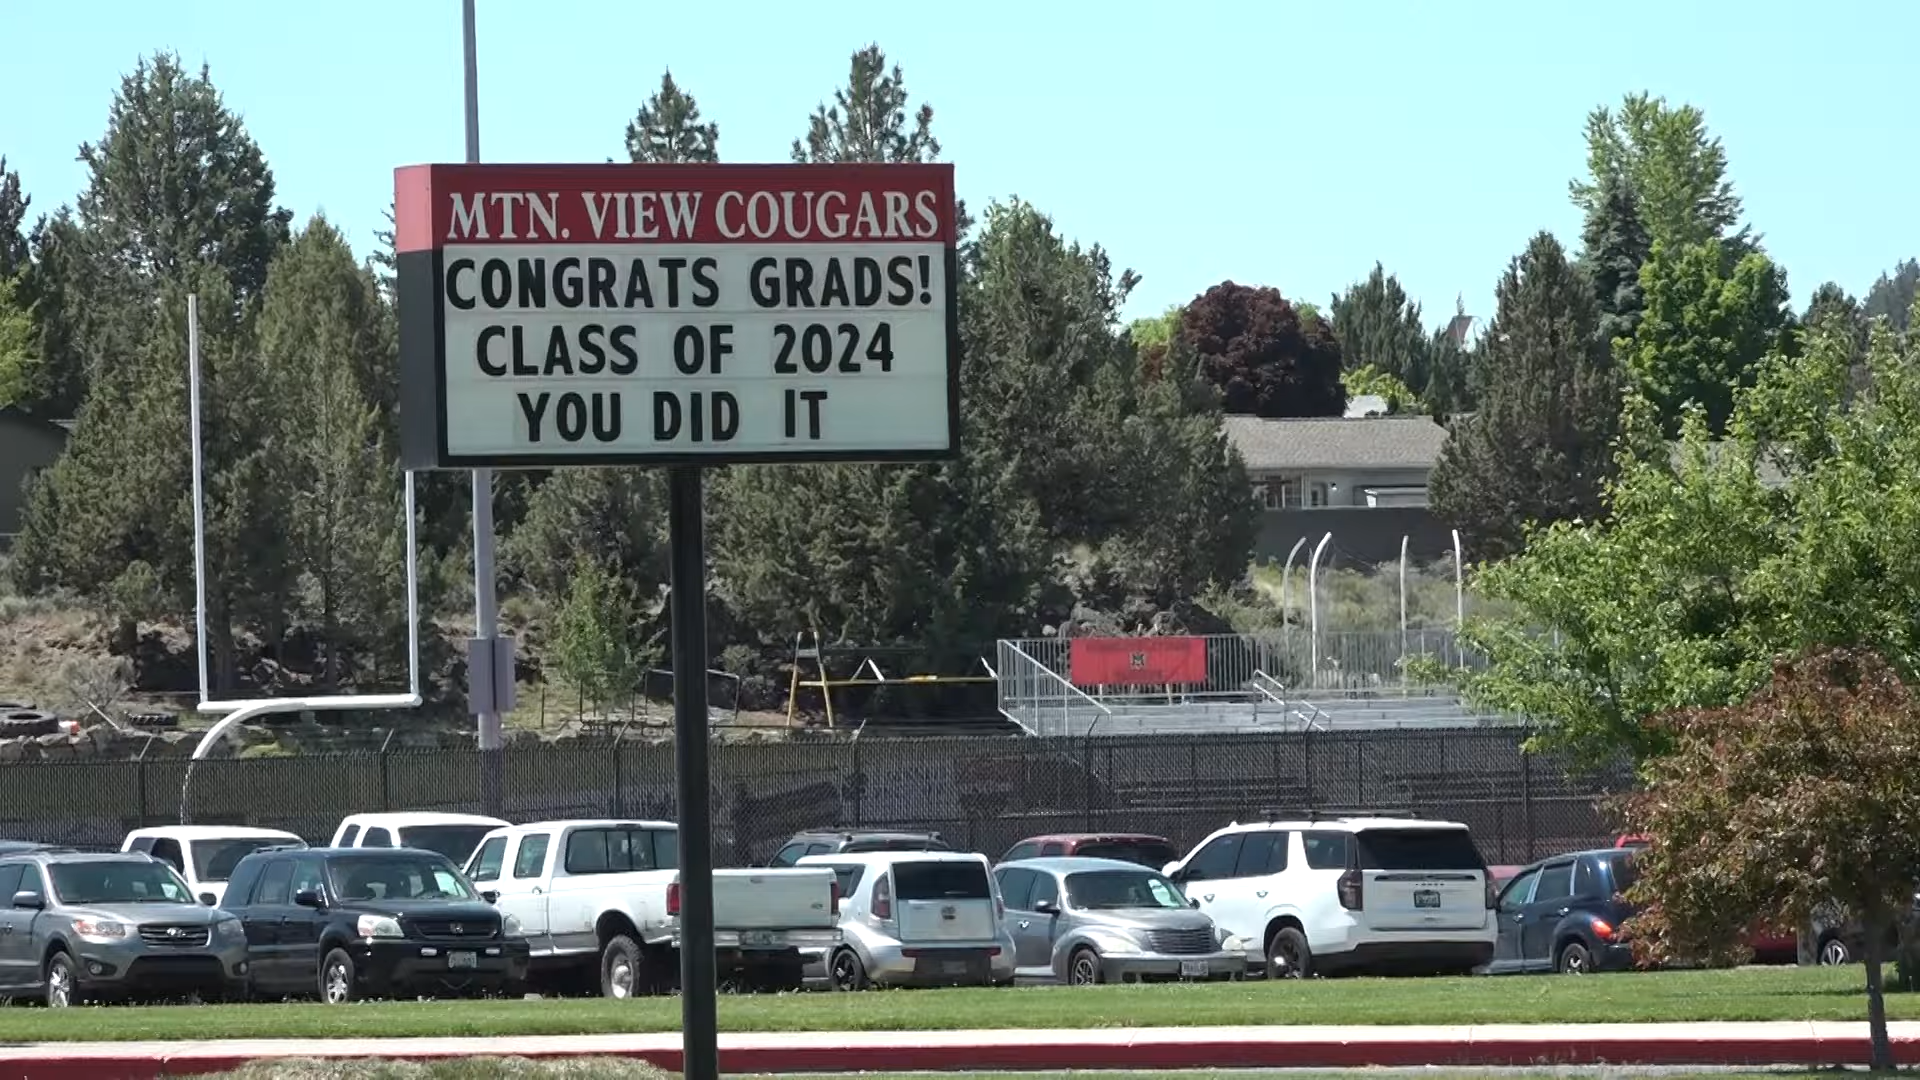 MTN. VIEW COUGARS
CONGRATS GRADS!
CLASS OF 2024
YOU DID IT